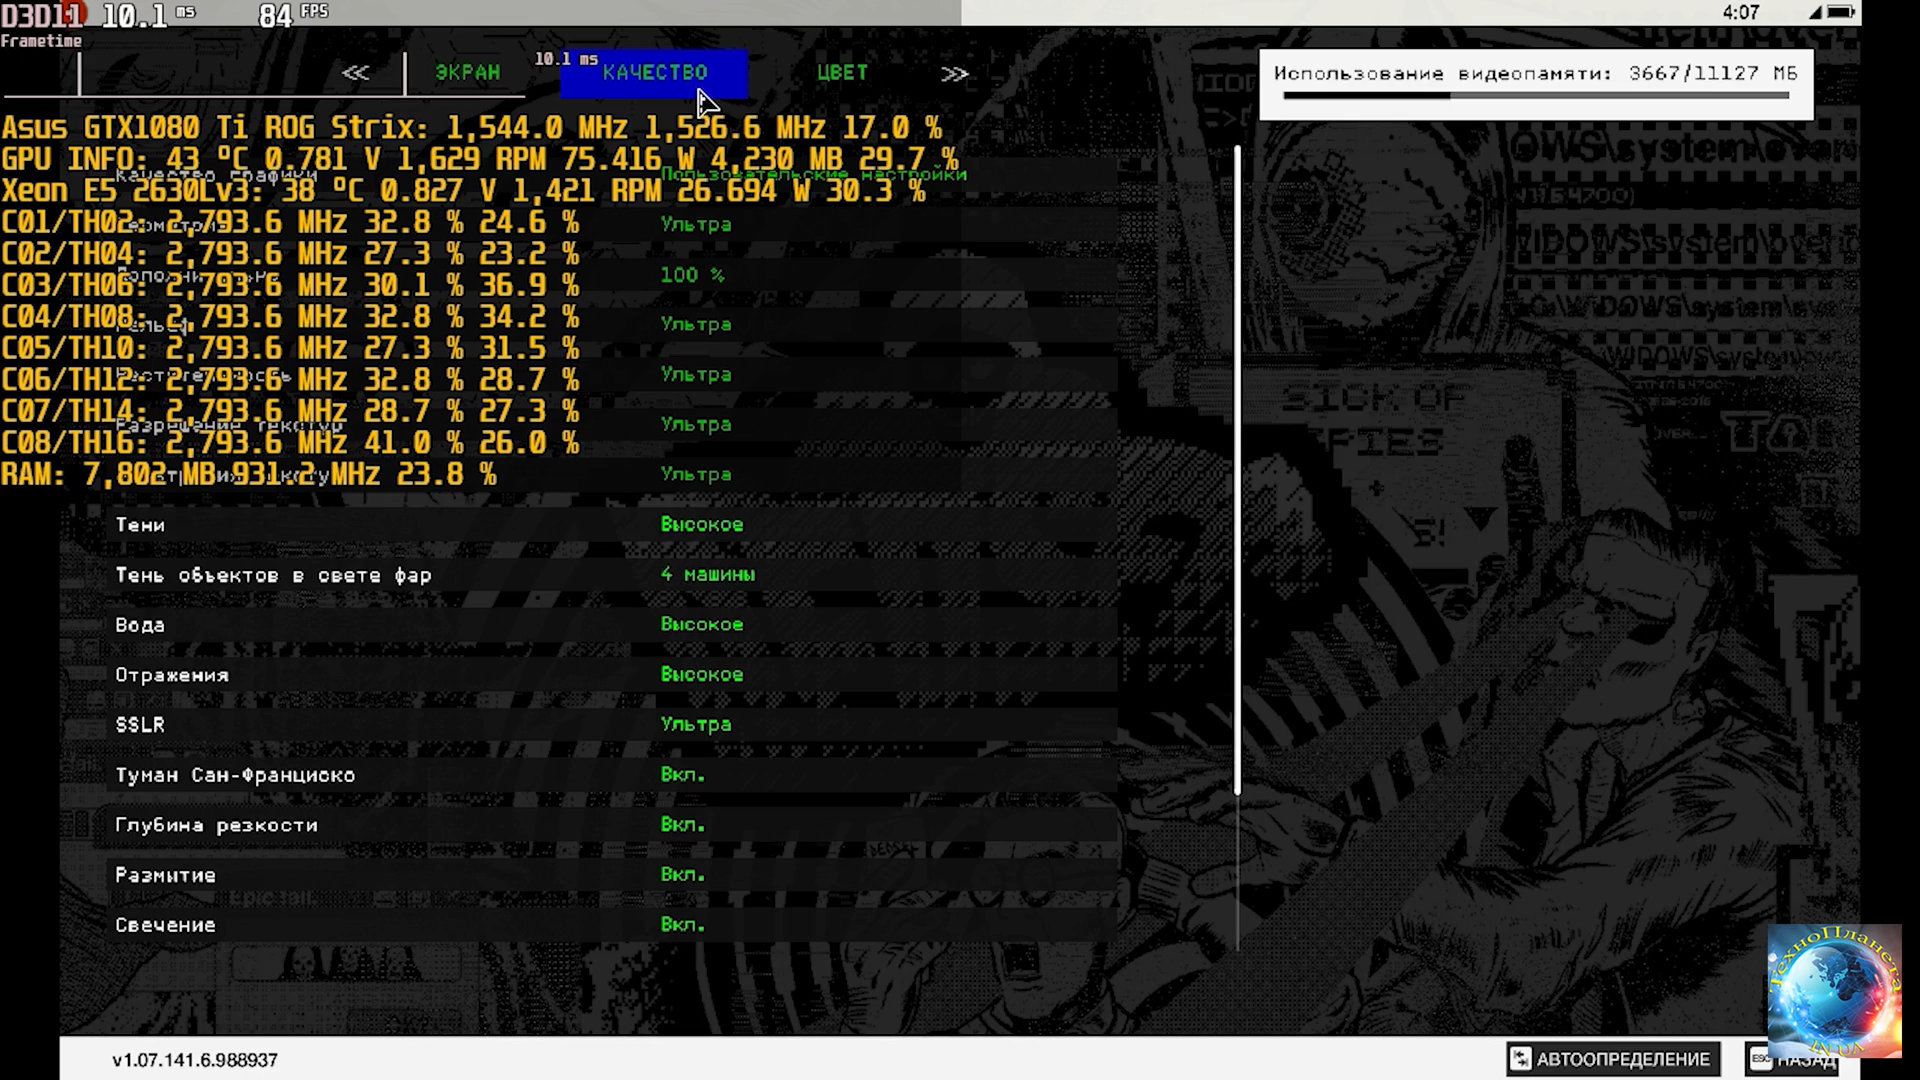 D3D11 10.1 ms 84 FPS
4:07
Frametime
10.1 ms
<< ЭКРАН КАЧЕСТВО ЦВЕТ >>
Использование видеопамяти: 3667/11127 МБ
Asus GTX1080 Ti ROG Strix: 1,544.0 MHz 1,526.6 MHz 17.0 %
GPU INFO: 43 °C 0.781 V 1,629 RPM 75.416 W 4,230 MB 29.7 %
Качество графики Пользовательские настройки
Xeon E5 2630Lv3: 38 °C 0.827 V 1,421 RPM 26.694 W 30.3 %
C01/TH02: 2,793.6 MHz 32.8 % 24.6 %
Ультра
C02/TH04: 2,793.6 MHz 27.3 % 23.2 %
100 %
C03/TH06: 2,793.6 MHz 30.1 % 36.9 %
C04/TH08: 2,793.6 MHz 32.8 % 34.2 %
Ультра
C05/TH10: 2,793.6 MHz 27.3 % 31.5 %
C06/TH12: 2,793.6 MHz 32.8 % 28.7 %
Ультра
C07/TH14: 2,793.6 MHz 28.7 % 27.3 %
Разрешение текстур Ультра
C08/TH16: 2,793.6 MHz 41.0 % 26.0 %
RAM: 7,802 MB 931.2 MHz 23.8 %
Ультра
Тени Высокое
Тень объектов в свете фар 4 машины
Вода Высокое
Отражения Высокое
SSLR Ультра
Туман Сан-Франциско Вкл.
Глубина резкости Вкл.
Размытие Вкл.
Свечение Вкл.
SICK OF
v1.07.141.6.988937
АВТООПРЕДЕЛЕНИЕ
ESC НАЗАД
ТехноПланета
IN UA